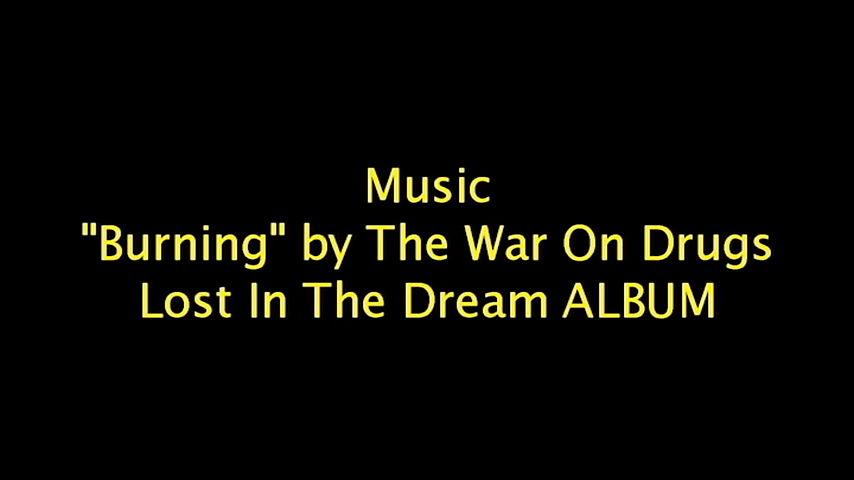 Music
"Burning" by The War On Drugs
Lost In The Dream ALBUM